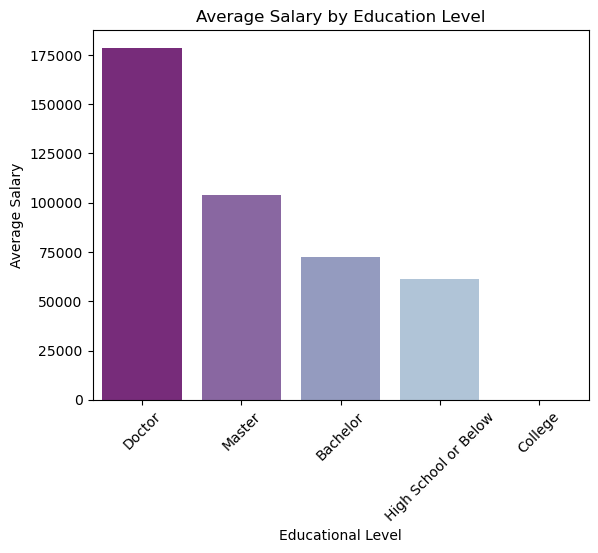 Average Salary by Education Level
Average Salary
175000
150000
125000
100000
75000
50000
25000
0
Doctor
Master
Bachelor
High School or Below
College
Educational Level